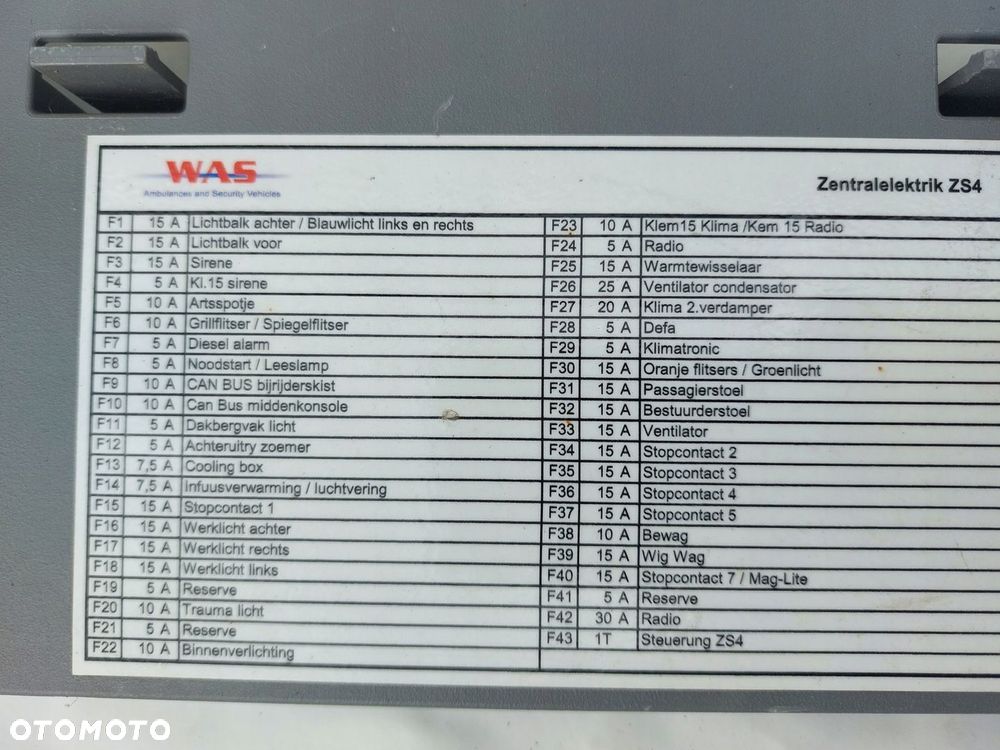 WAS
Ambulances and Security Vehicles
Zentralelektrik ZS4
F1 15 A Lichtbalk achter / Blauwlicht links en rechts
F2 15 A Lichtbalk voor
F3 15 A Sirene
F4 5 A Kl.15 sirene
F5 10 A Artsspotje
F6 10 A Grillflitser / Spiegelflitser
F7 5 A Diesel alarm
F8 5 A Noodstart / Leeslamp
F9 10 A CAN BUS bijrijderskist
F10 10 A Can Bus middenkonsole
F11 5 A Dakbergvak licht
F12 5 A Achteruitry zoemer
F13 7,5 A Cooling box
F14 7,5 A Infuusverwarming / luchtvering
F15 15 A Stopcontact 1
F16 15 A Werklicht achter
F17 15 A Werklicht rechts
F18 15 A Werklicht links
F19 5 A Reserve
F20 10 A Trauma licht
F21 5 A Reserve
F22 10 A Binnenverlichting
F23 10 A Klem15 Klima /Kem 15 Radio
F24 5 A Radio
F25 15 A Warmtewisselaar
F26 25 A Ventilator condensator
F27 20 A Klima 2.verdamper
F28 5 A Defa
F29 5 A Klimatronic
F30 15 A Oranje flitsers / Groenlicht
F31 15 A Passagierstoel
F32 15 A Bestuurderstoel
F33 15 A Ventilator
F34 15 A Stopcontact 2
F35 15 A Stopcontact 3
F36 15 A Stopcontact 4
F37 15 A Stopcontact 5
F38 10 A Bewag
F39 15 A Wig Wag
F40 15 A Stopcontact 7 / Mag-Lite
F41 5 A Reserve
F42 30 A Radio
F43 1T Steuerung ZS4
OTOMOTO